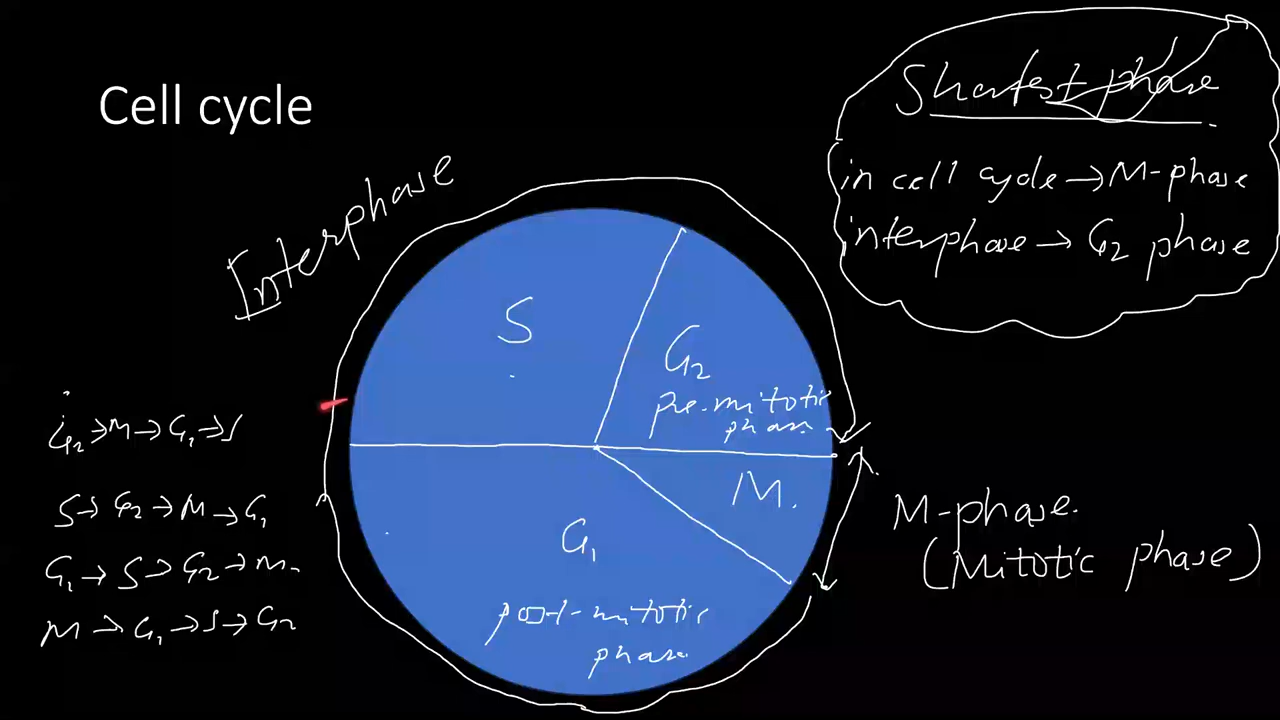 Cell cycle
Shortest phase
in cell cycle → M-phase
interphase → G2 phase
Interphase
S
G2
pre-mitotic
phase
G2 → M → G1 → S
M.
S → G2 → M → G1
M-phase.
(Mitotic phase)
G1
G1 → S → G2 → M
post-mitotic
phase
M → G1 → S → G2